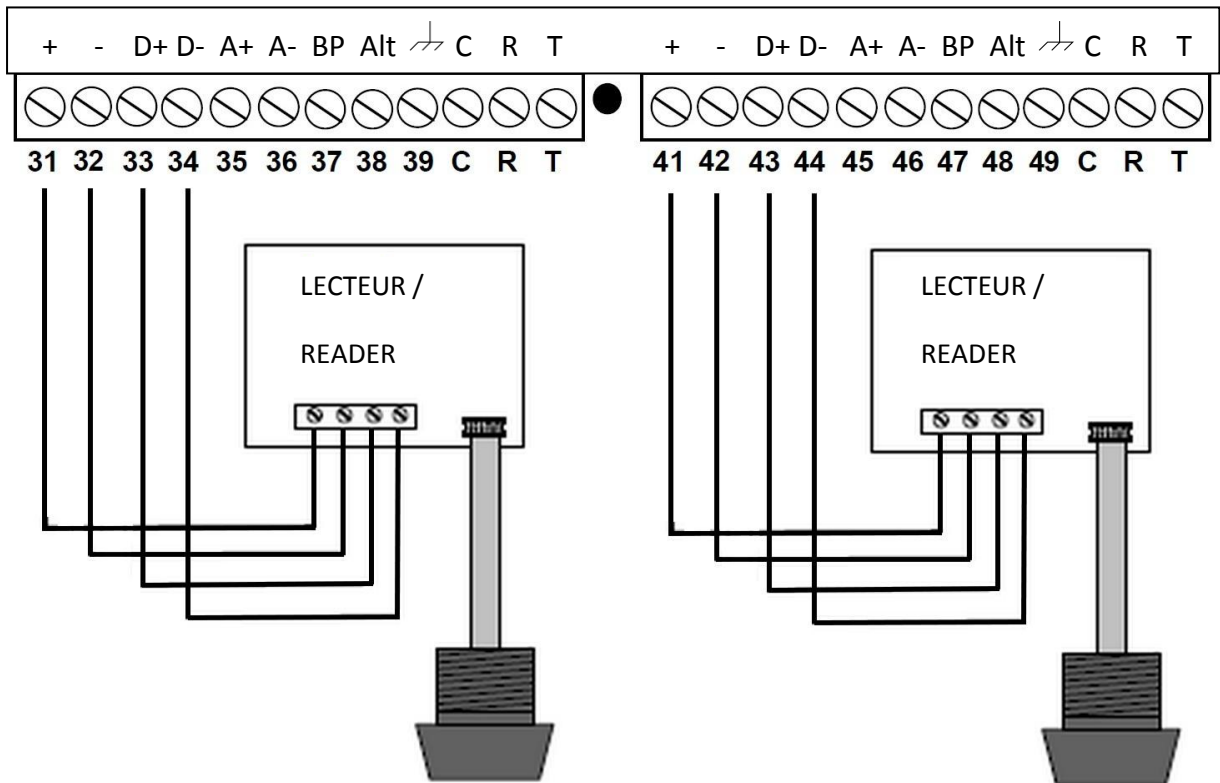 + - D+ D- A+ A- BP Alt C R T + - D+ D- A+ A- BP Alt C R T
31 32 33 34 35 36 37 38 39 C R T 41 42 43 44 45 46 47 48 49 C R T
LECTEUR /
READER
LECTEUR /
READER